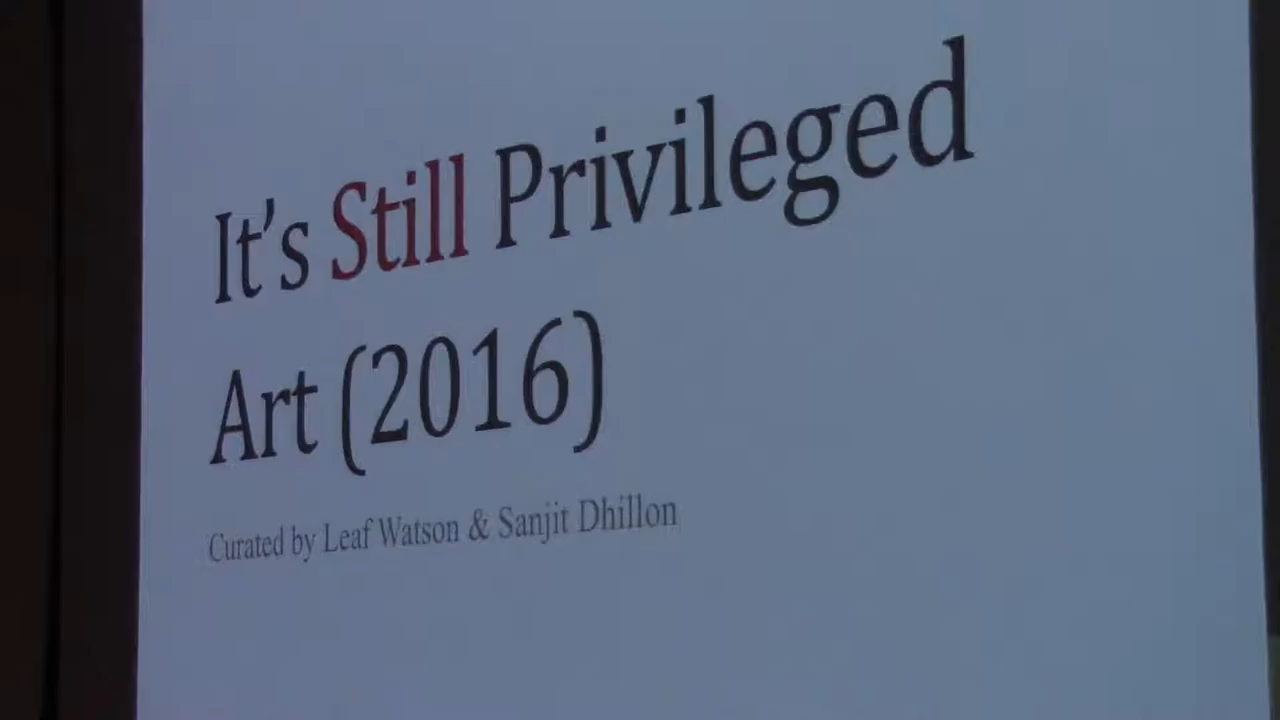 It’s Still Privileged
Art (2016)
Curated by Leaf Watson & Sanjit Dhillon